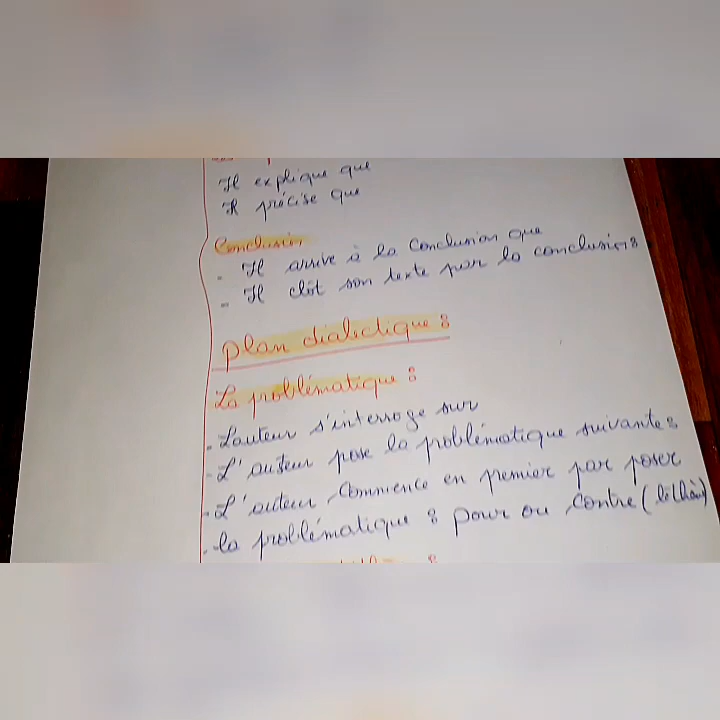 Il explique que
Il précise que
Conclusion
- Il arrive à la conclusion que
- Il clôt son texte par la conclusion :
Plan dialectique :
La problématique :
- L'auteur s'interroge sur
- L'auteur pose la problématique suivante :
- L'auteur commence en premier par poser
la problématique : pour ou contre (